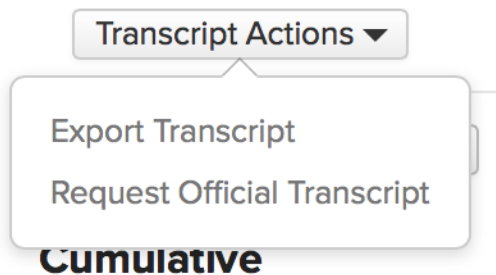 Transcript Actions
Export Transcript
Request Official Transcript
Cumulative